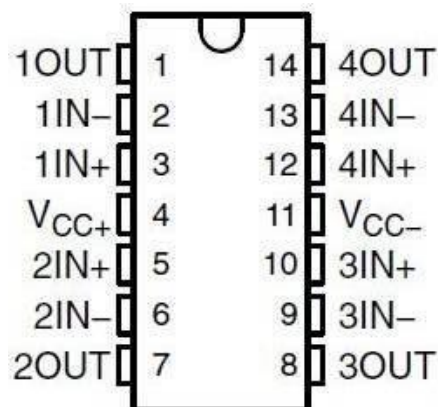 1OUT 1 14 4OUT
1IN− 2 13 4IN−
1IN+ 3 12 4IN+
VCC+ 4 11 VCC−
2IN+ 5 10 3IN+
2IN− 6 9 3IN−
2OUT 7 8 3OUT